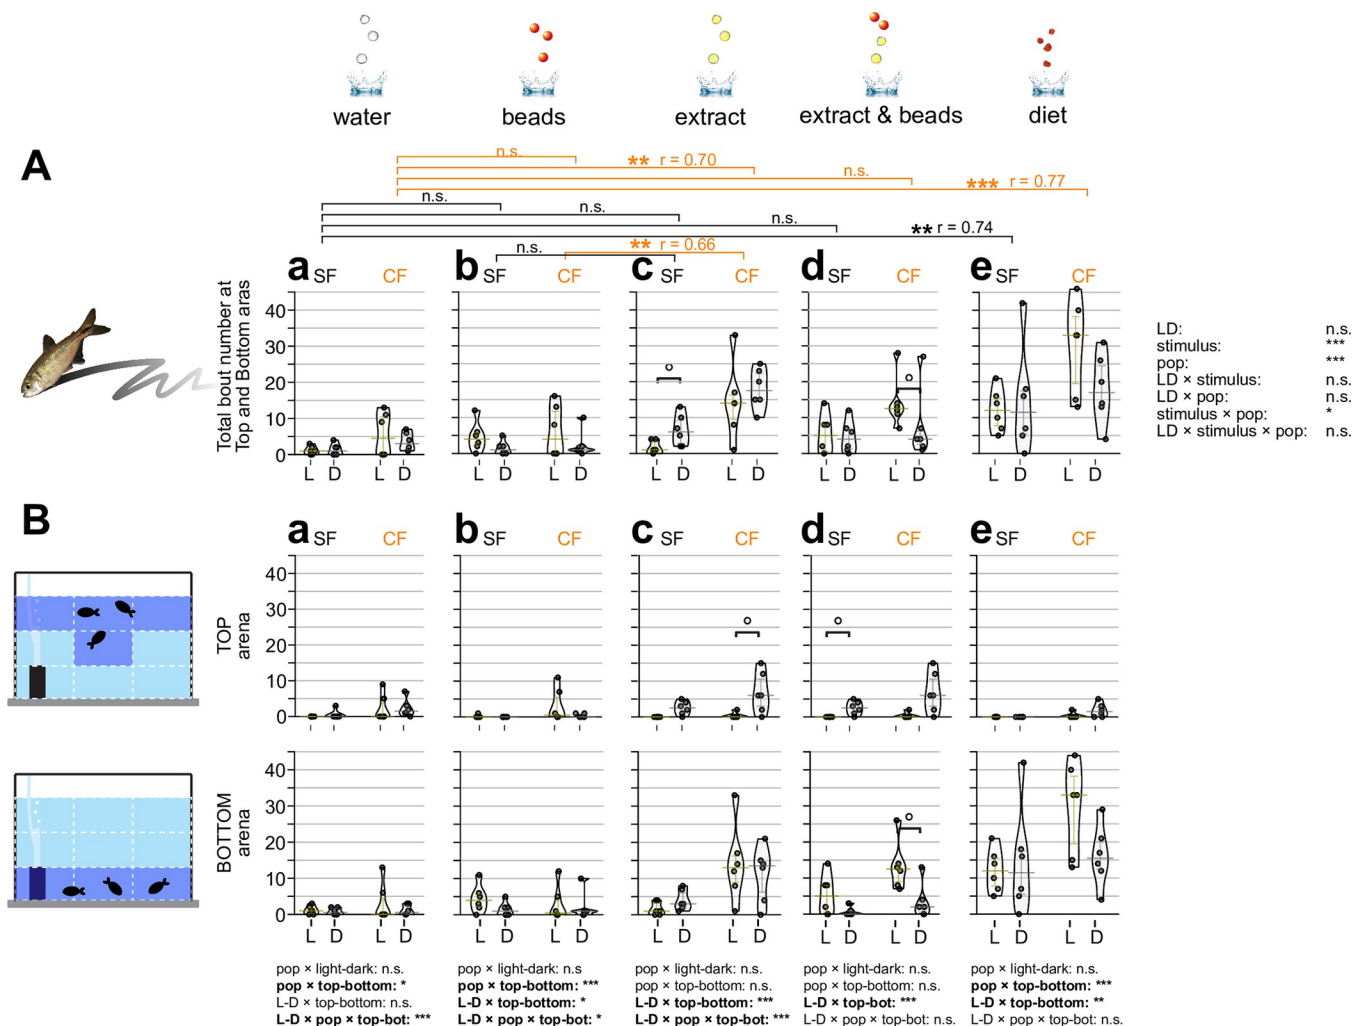 water beads extract extract & beads diet
A
n.s. ** r = 0.70
n.s.
*** r = 0.77
n.s.
n.s.
n.s.
** r = 0.74
n.s. ** r = 0.66
a SF CF b SF CF c SF CF d SF CF e SF CF
Total bout number at
Top and Bottom aras
40
30
20
10
0
L D L D L D L D L D L D L D L D L D L D
LD: n.s.
stimulus: ***
pop: ***
LD × stimulus: n.s.
LD × pop: n.s.
stimulus × pop: *
LD × stimulus × pop: n.s.
B
a SF CF b SF CF c SF CF d SF CF e SF CF
TOP
arena
40
30
20
10
0
BOTTOM
arena
40
30
20
10
0
L D L D L D L D L D L D L D L D L D L D
pop × light-dark: n.s.
pop × top-bottom: *
L-D × top-bottom: n.s.
L-D × pop × top-bot: ***
pop × light-dark: n.s
pop × top-bottom: ***
L-D × top-bottom: *
L-D × pop × top-bot: *
pop × light-dark: n.s.
pop × top-bottom: n.s.
L-D × top-bottom: ***
L-D × pop × top-bot: ***
pop × light-dark: n.s.
pop × top-bottom: n.s.
L-D × top-bot: ***
L-D × pop × top-bot: n.s.
pop × light-dark: n.s.
pop × top-bottom: ***
L-D × top-bottom: **
L-D × pop × top-bot: n.s.